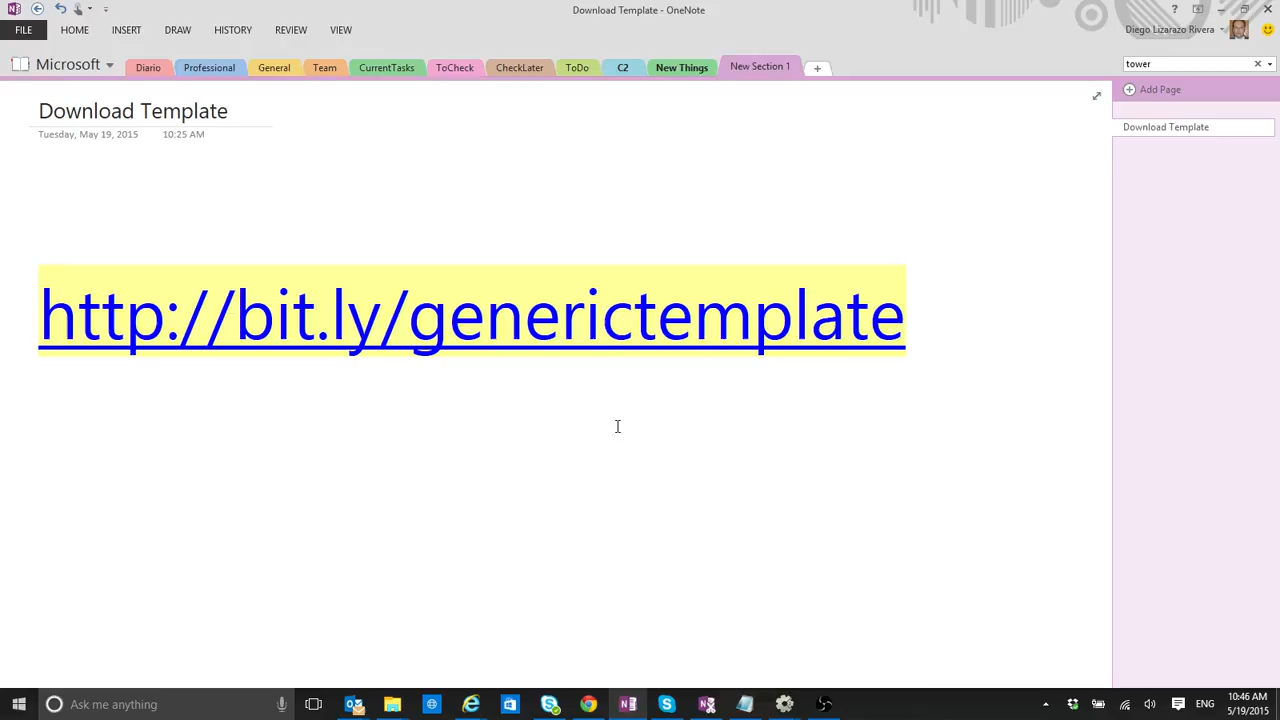 Download Template - OneNote
?
FILE HOME INSERT DRAW HISTORY REVIEW VIEW
Diego Lizarazo Rivera
Microsoft Diario Professional General Team CurrentTasks ToCheck CheckLater ToDo C2 New Things New Section 1 +
tower
Add Page
Download Template
Download Template
Tuesday, May 19, 2015 10:25 AM
http://bit.ly/generictemplate
Ask me anything
ENG
10:46 AM
5/19/2015